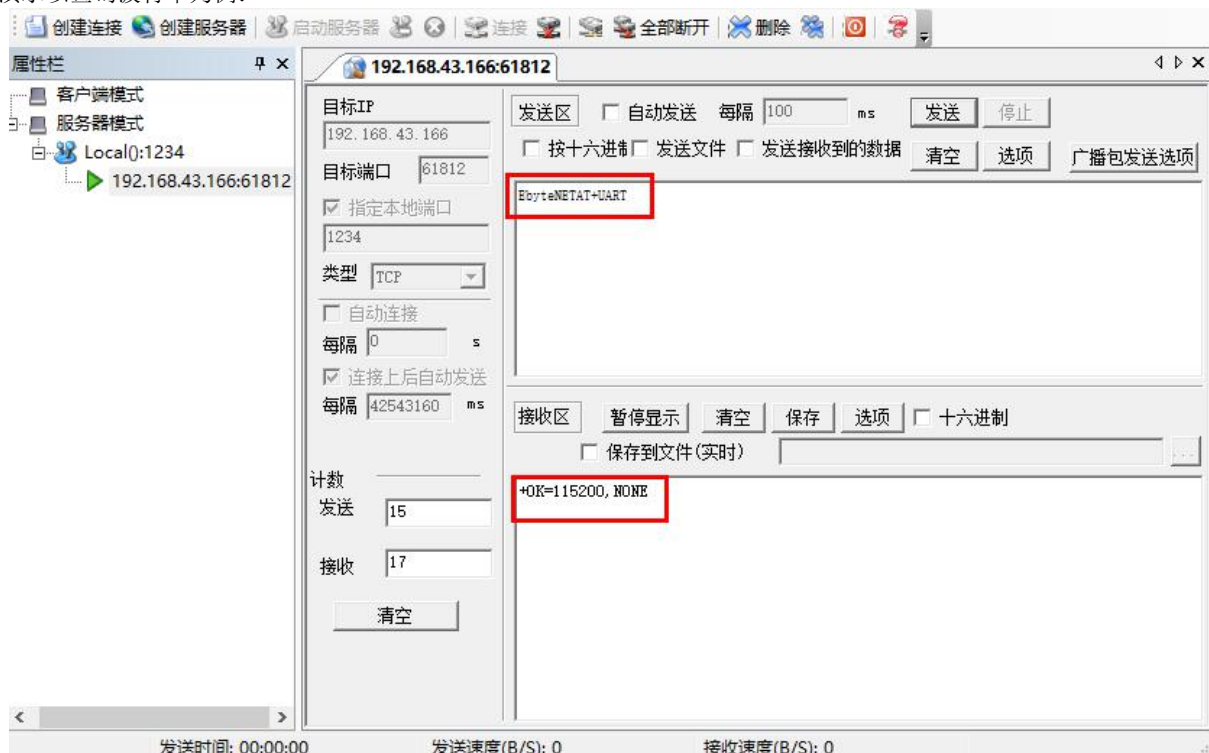 创建连接 创建服务器 启动服务器 连接 全部断开 删除
属性栏
192.168.43.166:61812
客户端模式
服务器模式
Local():1234
192.168.43.166:61812
目标IP
192.168.43.166
目标端口 61812
指定本地端口
1234
类型 TCP
自动连接
每隔 0 s
连接上后自动发送
每隔 42543160 ms
计数
发送 15
接收 17
清空
发送区 自动发送 每隔 100 ms 发送 停止
按十六进制 发送文件 发送接收到的数据 清空 选项 广播包发送选项
EbyteNETAT+UART
接收区 暂停显示 清空 保存 选项 十六进制
保存到文件(实时) ...
+OK=115200,NONE
发送时间: 00:00:00 发送速度(B/S): 0 接收速度(B/S): 0